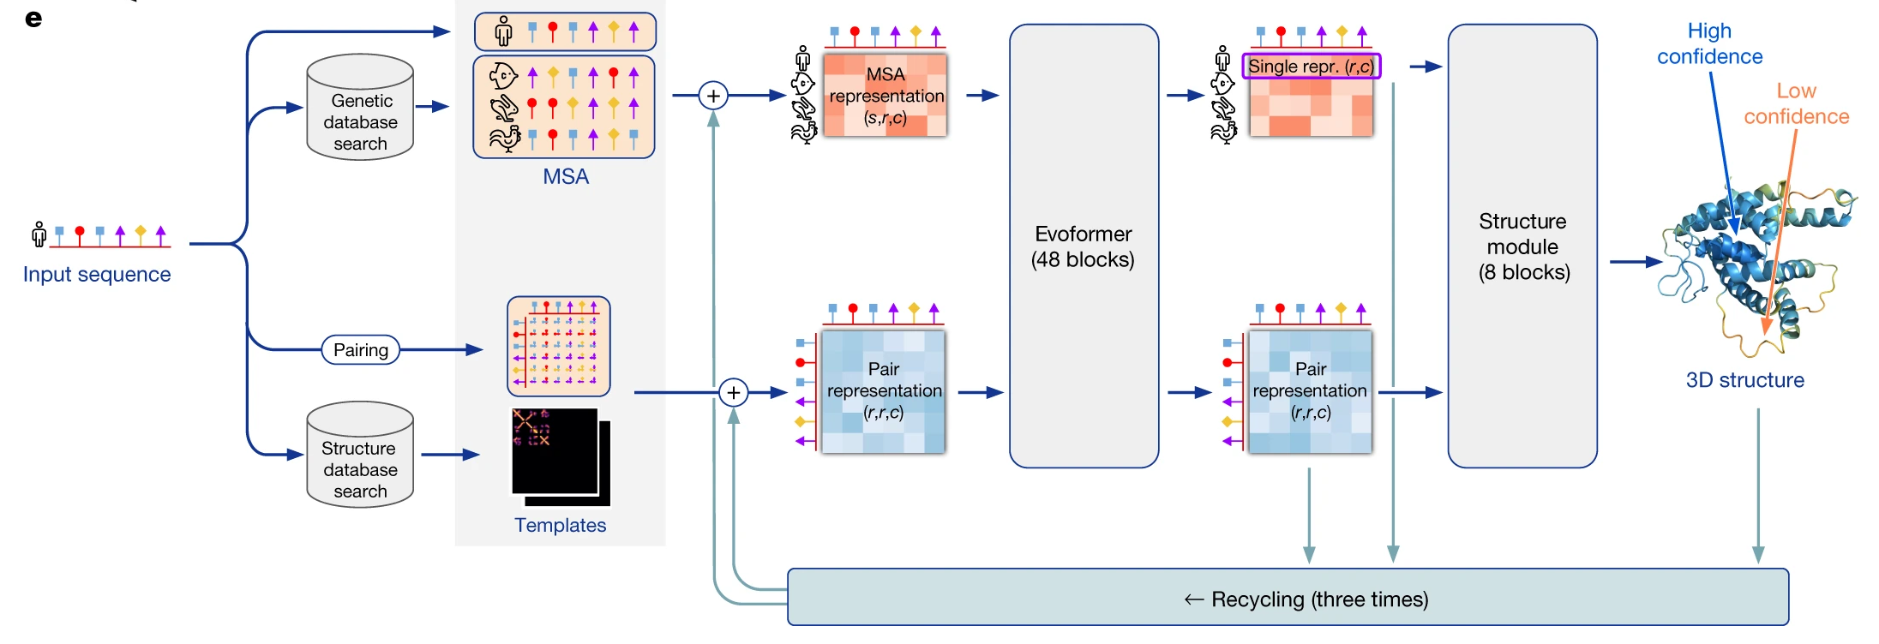 e
Input sequence
Genetic
database
search
Pairing
Structure
database
search
MSA
Templates
+
+
MSA
representation
(s,r,c)
Pair
representation
(r,r,c)
Evoformer
(48 blocks)
Single repr. (r,c)
Pair
representation
(r,r,c)
Structure
module
(8 blocks)
High
confidence
Low
confidence
3D structure
← Recycling (three times)